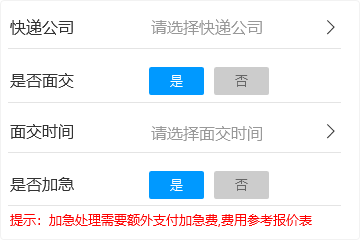 快递公司 请选择快递公司
是否面交 是 否
面交时间 请选择面交时间
是否加急 是 否
提示：加急处理需要额外支付加急费,费用参考报价表